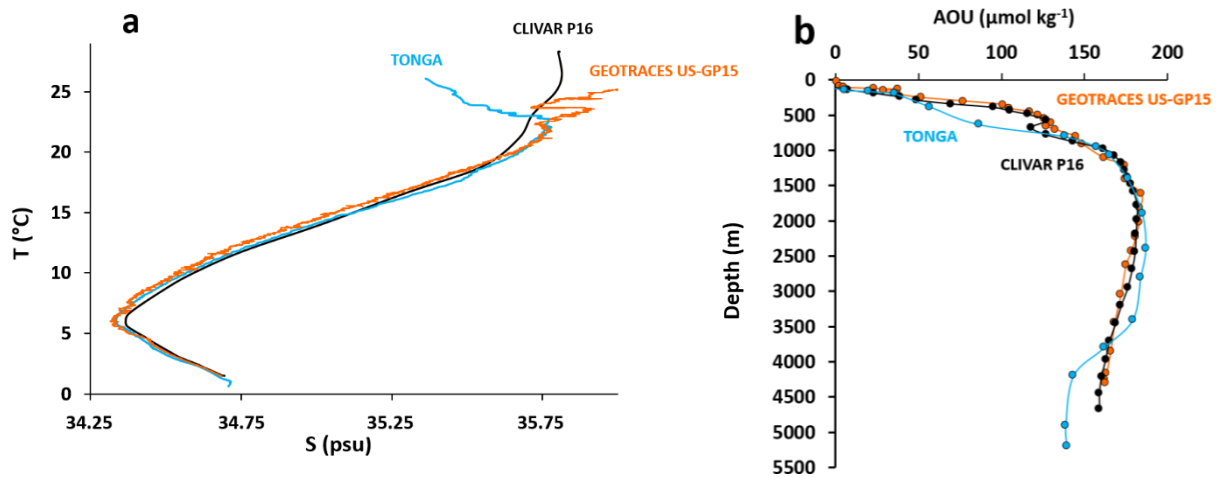 a
CLIVAR P16
TONGA
GEOTRACES US-GP15
25
20
15
10
5
0
T (°C)
34.25
34.75
35.25
35.75
S (psu)
b
AOU (µmol kg⁻¹)
0
50
100
150
200
0
500
1000
1500
2000
2500
3000
3500
4000
4500
5000
5500
Depth (m)
GEOTRACES US-GP15
TONGA
CLIVAR P16